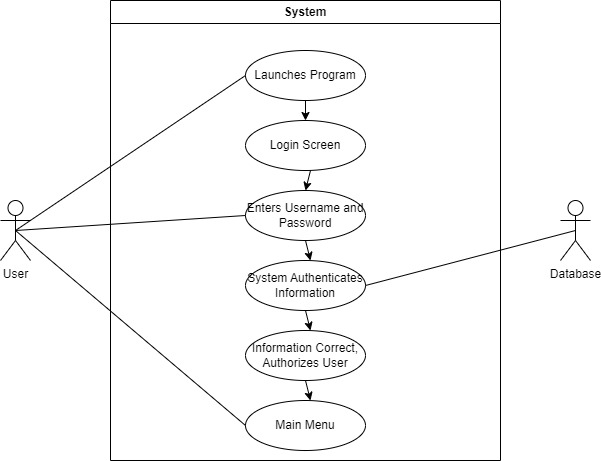 System
Launches Program
Login Screen
Enters Username and
Password
System Authenticates
Information
Information Correct,
Authorizes User
Main Menu
User
Database